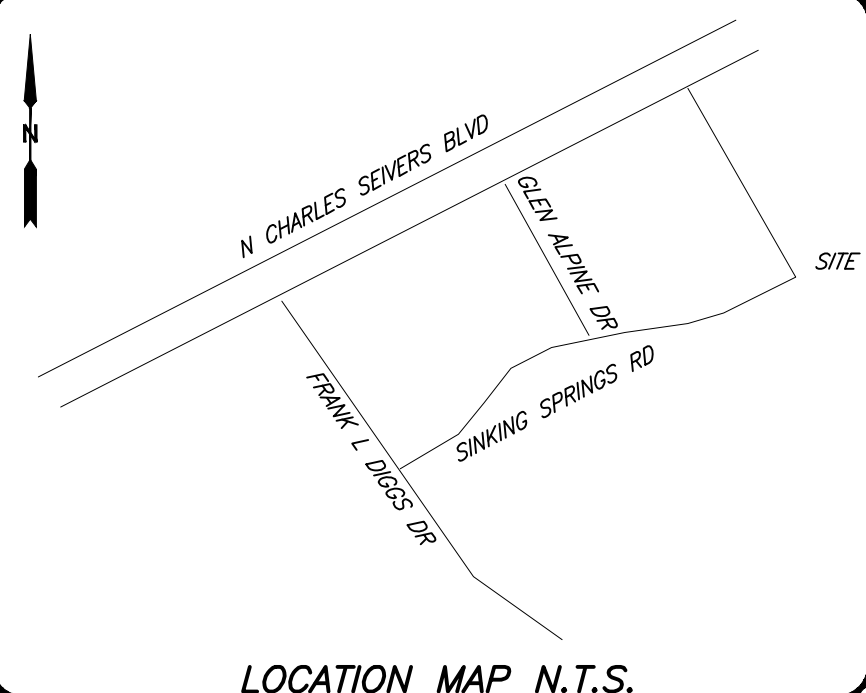 N
N CHARLES SEIVERS BLVD
GLEN ALPINE DR
SITE
SINKING SPRINGS RD
FRANK L DIGGS DR
LOCATION MAP N.T.S.